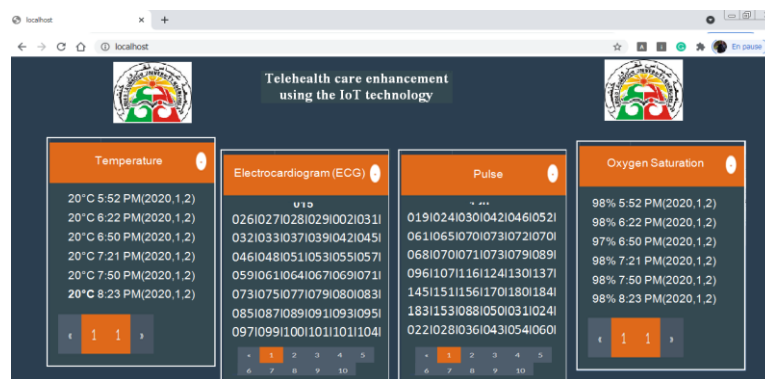 localhost
localhost
En pause
Telehealth care enhancement
using the IoT technology
Temperature
20°C 5:52 PM(2020,1,2)
20°C 6:22 PM(2020,1,2)
20°C 6:50 PM(2020,1,2)
20°C 7:21 PM(2020,1,2)
20°C 7:50 PM(2020,1,2)
20°C 8:23 PM(2020,1,2)
« 1 1 »
Electrocardiogram (ECG)
026|027|028|029|002|031|
032|033|037|039|042|045|
046|048|051|053|055|057|
059|061|064|067|069|071|
073|075|077|079|080|083|
085|087|089|091|093|095|
097|099|100|101|101|104|
« 1 2 3 4 5
6 7 8 9 10
Pulse
019|024|030|042|046|052|
061|065|070|073|072|070|
068|070|071|073|079|089|
096|107|116|124|130|137|
145|151|156|170|180|184|
183|153|088|050|031|024|
022|028|036|043|054|060|
« 1 2 3 4 5
6 7 8 9 10
Oxygen Saturation
98% 5:52 PM(2020,1,2)
98% 6:22 PM(2020,1,2)
97% 6:50 PM(2020,1,2)
98% 7:21 PM(2020,1,2)
98% 7:50 PM(2020,1,2)
98% 8:23 PM(2020,1,2)
« 1 1 »